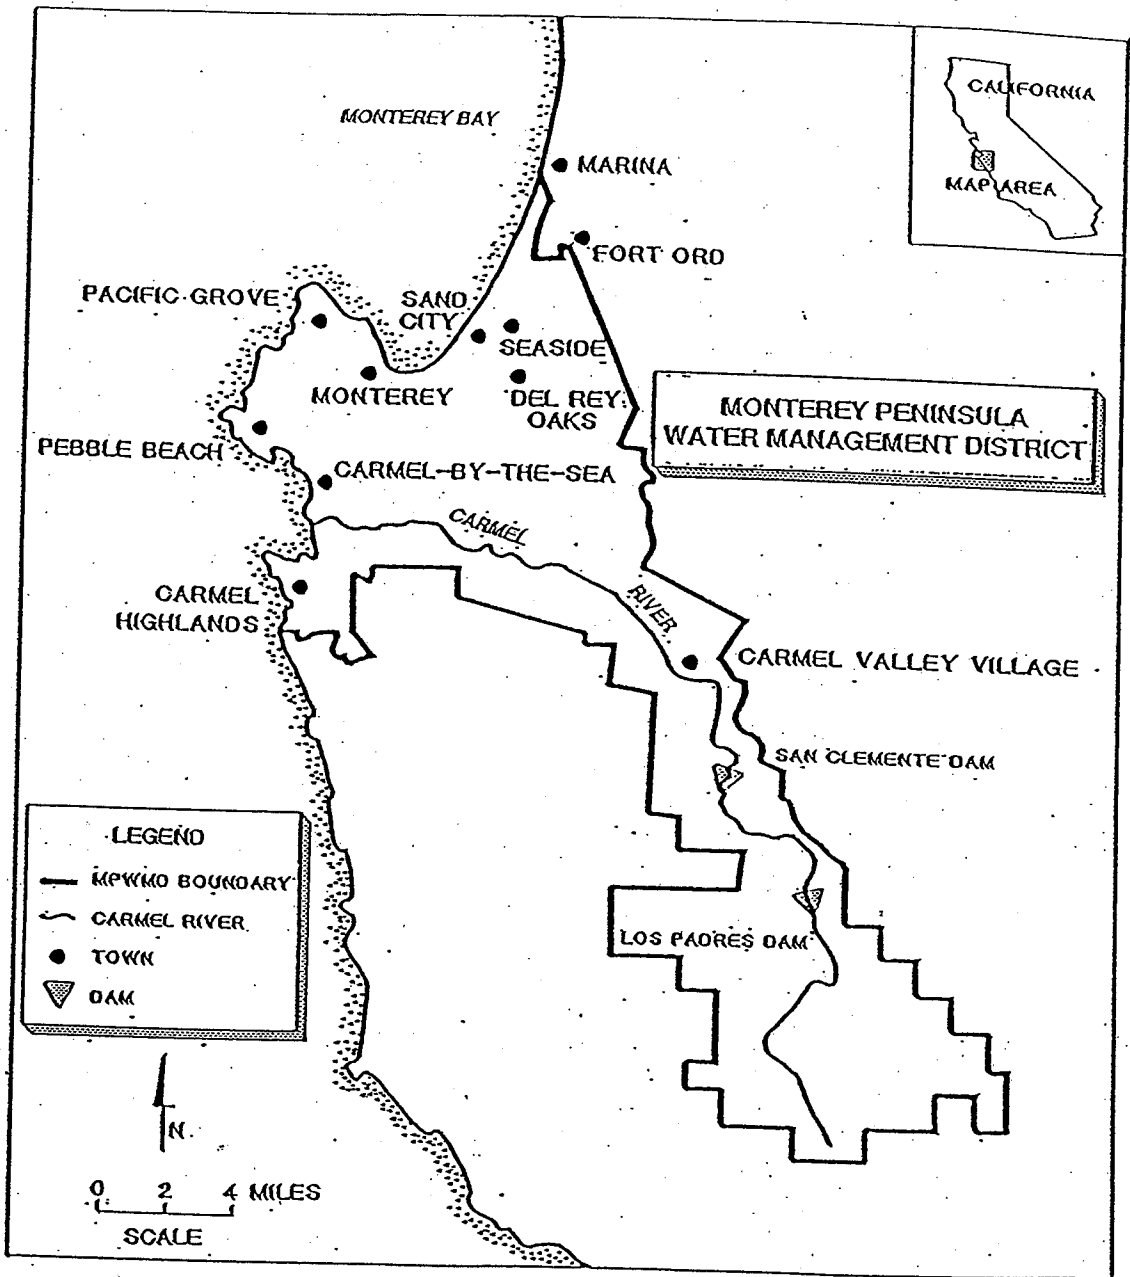 MONTEREY BAY
CALIFORNIA
MAP AREA
MARINA
FORT ORD
PACIFIC GROVE
SAND
CITY
SEASIDE
MONTEREY
DEL REY
OAKS
MONTEREY PENINSULA
WATER MANAGEMENT DISTRICT
PEBBLE BEACH
CARMEL-BY-THE-SEA
CARMEL
RIVER
CARMEL
HIGHLANDS
CARMEL VALLEY VILLAGE
SAN CLEMENTE DAM
LEGEND
MPWMD BOUNDARY
CARMEL RIVER
TOWN
DAM
LOS PADRES DAM
N
0 2 4 MILES
SCALE